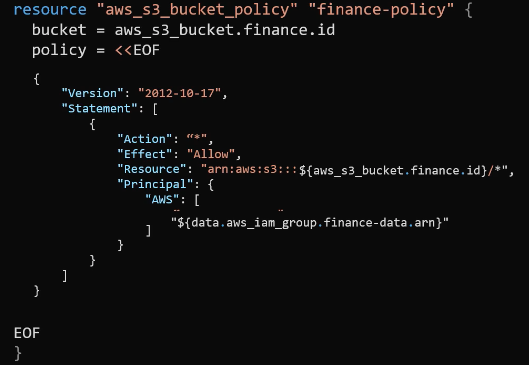 resource "aws_s3_bucket_policy" "finance-policy" {
  bucket = aws_s3_bucket.finance.id
  policy = <<EOF
  {
      "Version": "2012-10-17",
      "Statement": [
          {
              "Action": “*",
              "Effect": "Allow",
              "Resource": "arn:aws:s3:::${aws_s3_bucket.finance.id}/*",
              "Principal": {
                  "AWS": [
                      "${data.aws_iam_group.finance-data.arn}"
                  ]
              }
          }
      ]
  }
EOF
}